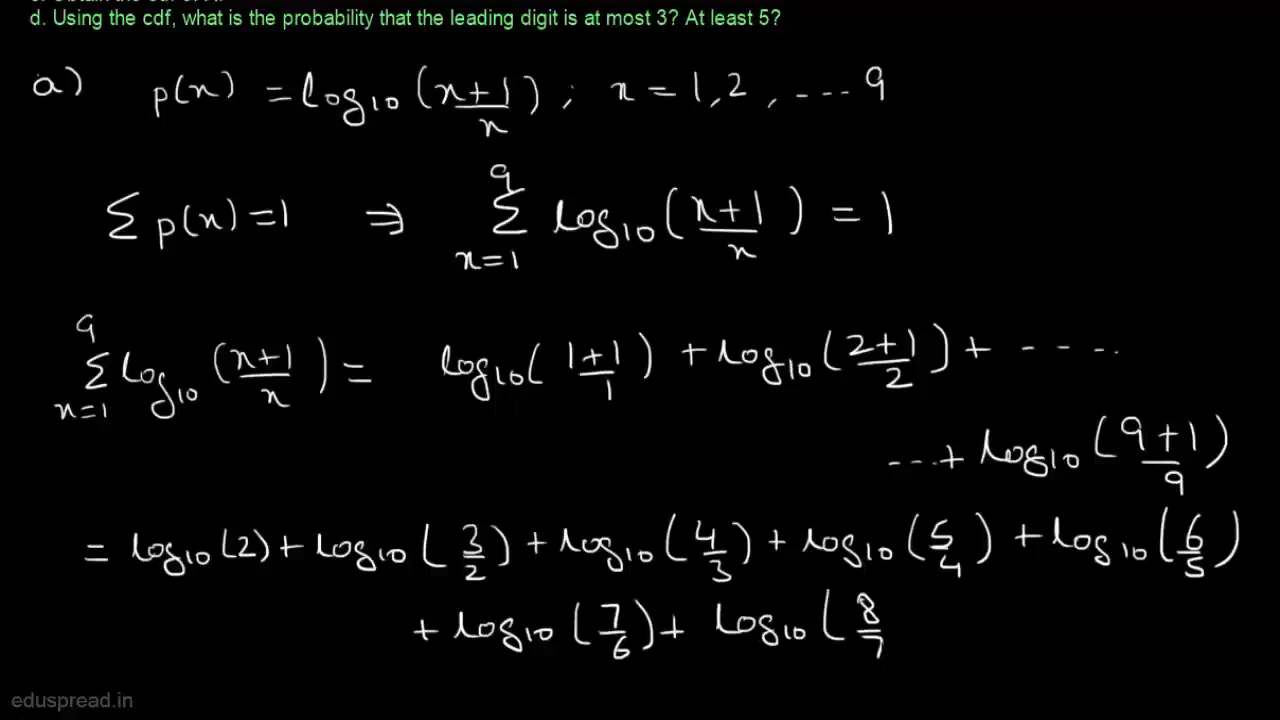 d. Using the cdf, what is the probability that the leading digit is at most 3? At least 5?
a) p(x) = log10 (x+1/x) ; x = 1, 2, .... 9
Σ p(x) = 1 ⇒ 9 Σ x=1 log10 (x+1/x) = 1
9 Σ x=1 log10 (x+1/x) = log10 (1+1/1) + log10 (2+1/2) + ....
...+ log10 (9+1/9)
= log10 (2) + log10 (3/2) + log10 (4/3) + log10 (5/4) + log10 (6/5)
+ log10 (7/6) + log10 (8/7
eduspread.in